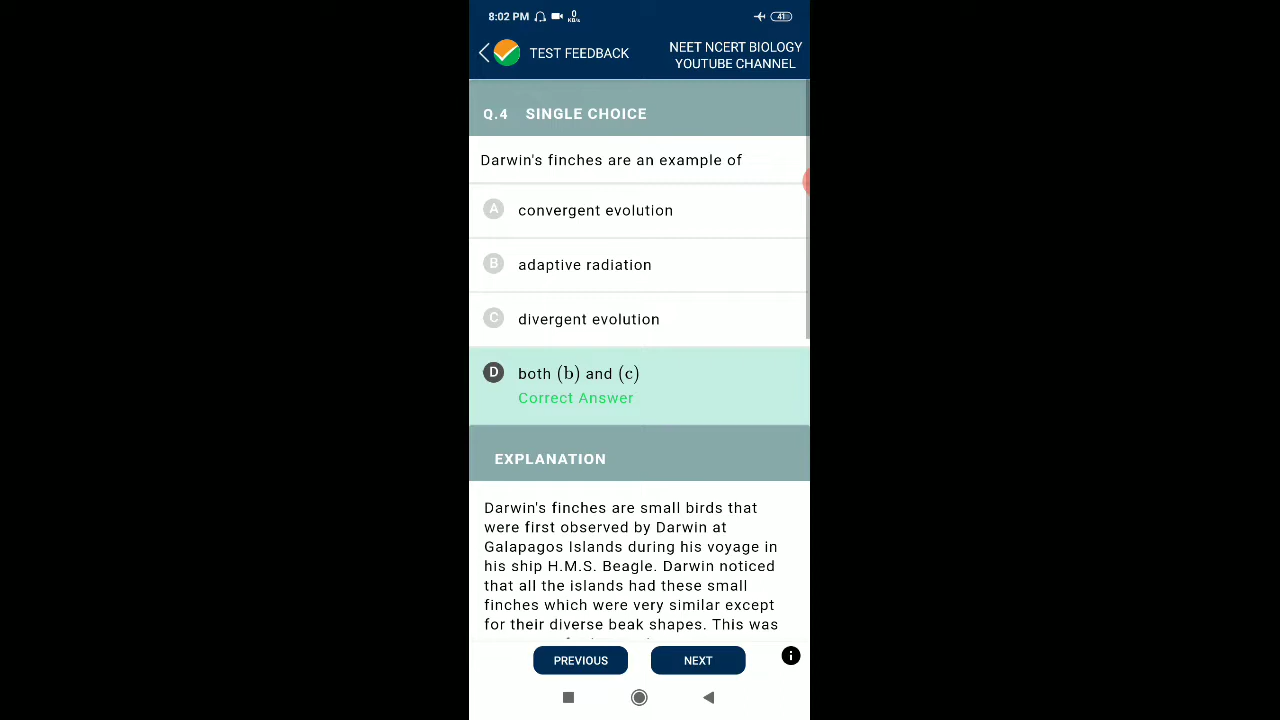 8:02 PM 0 KB/s 41
TEST FEEDBACK
NEET NCERT BIOLOGY
YOUTUBE CHANNEL
Q.4 SINGLE CHOICE
Darwin's finches are an example of
A convergent evolution
B adaptive radiation
C divergent evolution
D both (b) and (c)
Correct Answer
EXPLANATION
Darwin's finches are small birds that
were first observed by Darwin at
Galapagos Islands during his voyage in
his ship H.M.S. Beagle. Darwin noticed
that all the islands had these small
finches which were very similar except
for their diverse beak shapes. This was
PREVIOUS NEXT i